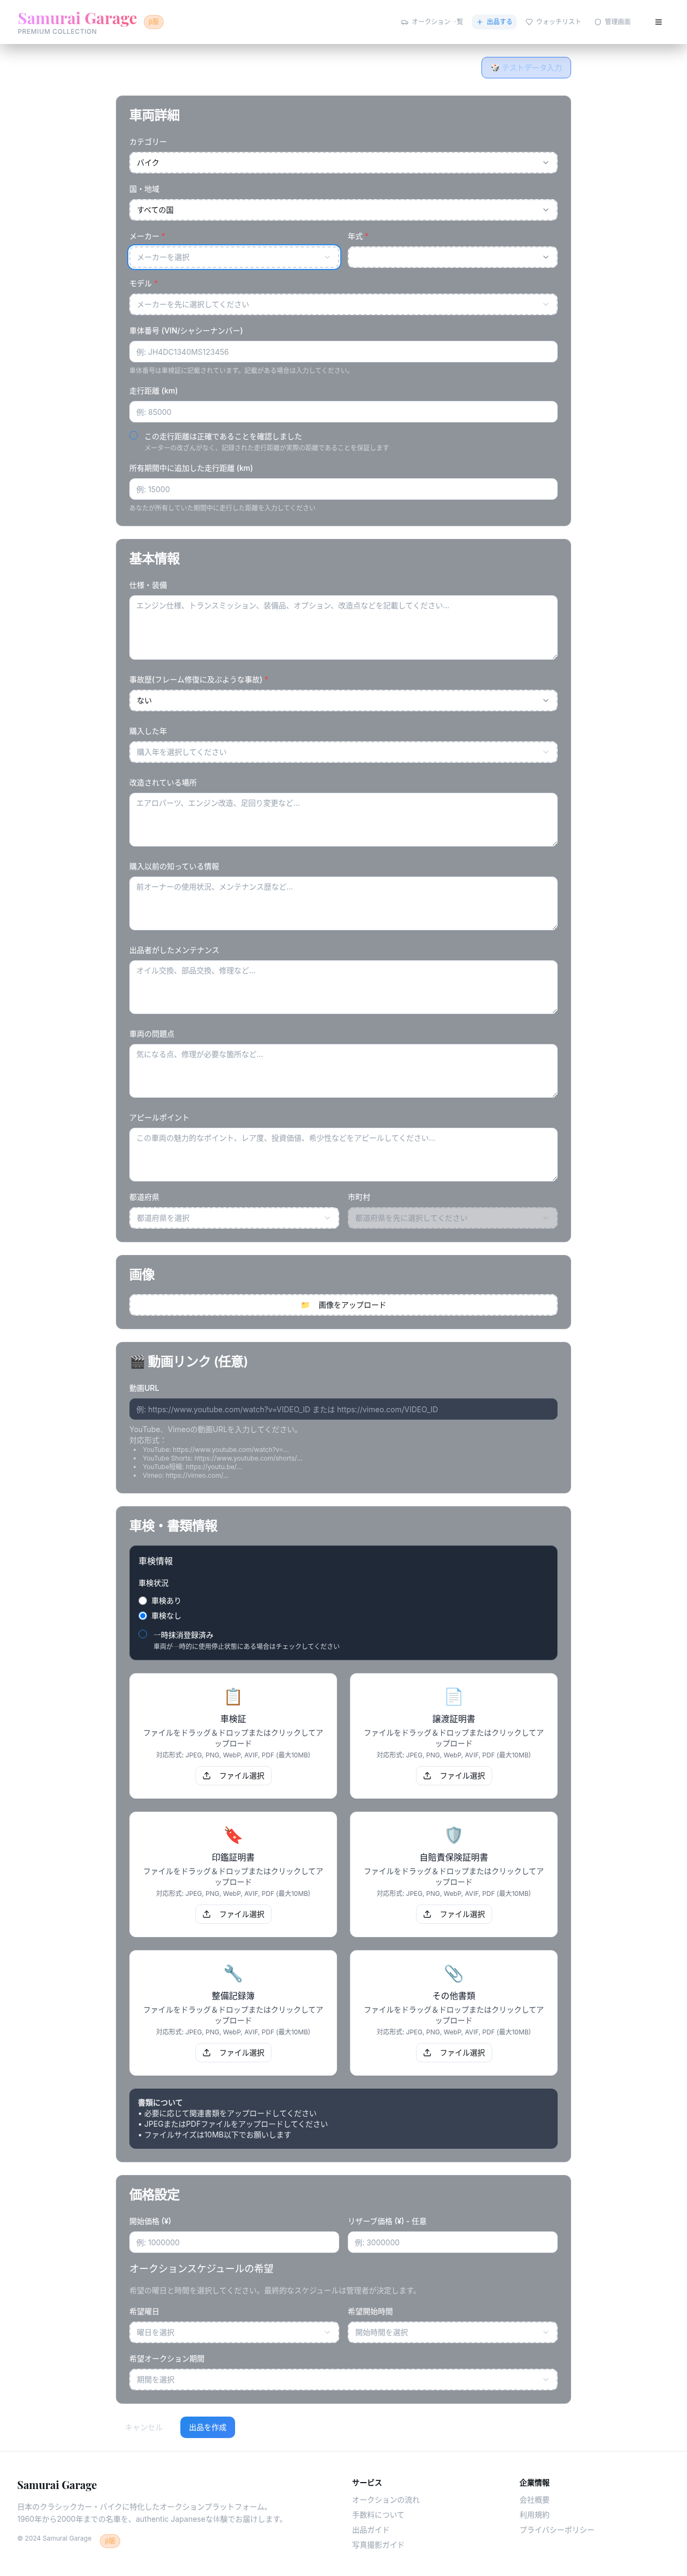 Samurai Garage β版
PREMIUM COLLECTION
オークション一覧 出品する ウォッチリスト 管理画面
テストデータ入力
車両詳細
カテゴリー
バイク
国・地域
すべての国
メーカー * 年式 *
メーカーを選択
モデル *
メーカーを先に選択してください
車体番号 (VIN/シャシーナンバー)
例: JH4DC1340MS123456
車体番号は車検証に記載されています。記載がある場合は入力してください。
走行距離 (km)
例: 85000
この走行距離は正確であることを確認しました
メーターの改ざんがなく、記録された走行距離が実際の距離であることを保証します
所有期間中に追加した走行距離 (km)
例: 15000
あなたが所有していた期間中に走行した距離を入力してください
基本情報
仕様・装備
エンジン仕様、トランスミッション、装備品、オプション、改造点などを記載してください...
事故歴(フレーム修復に及ぶような事故) *
ない
購入した年
購入年を選択してください
改造されている場所
エアロパーツ、エンジン改造、足回り変更など...
購入以前の知っている情報
前オーナーの使用状況、メンテナンス歴など...
出品者がしたメンテナンス
オイル交換、部品交換、修理など...
車両の問題点
気になる点、修理が必要な箇所など...
アピールポイント
この車両の魅力的なポイント、レア度、投資価値、希少性などをアピールしてください...
都道府県 市町村
都道府県を選択 都道府県を先に選択してください
画像
📁 画像をアップロード
🎬 動画リンク (任意)
動画URL
例: https://www.youtube.com/watch?v=VIDEO_ID または https://vimeo.com/VIDEO_ID
YouTube、Vimeoの動画URLを入力してください。
対応形式：
• YouTube: https://www.youtube.com/watch?v=...
• YouTube Shorts: https://www.youtube.com/shorts/...
• YouTube短縮: https://youtu.be/...
• Vimeo: https://vimeo.com/...
車検・書類情報
車検情報
車検状況
車検あり
車検なし
一時抹消登録済み
車両が一時的に使用停止状態にある場合はチェックしてください
車検証
ファイルをドラッグ＆ドロップまたはクリックしてア
ップロード
対応形式: JPEG, PNG, WebP, AVIF, PDF (最大10MB)
ファイル選択
譲渡証明書
ファイルをドラッグ＆ドロップまたはクリックしてア
ップロード
対応形式: JPEG, PNG, WebP, AVIF, PDF (最大10MB)
ファイル選択
印鑑証明書
ファイルをドラッグ＆ドロップまたはクリックしてア
ップロード
対応形式: JPEG, PNG, WebP, AVIF, PDF (最大10MB)
ファイル選択
自賠責保険証明書
ファイルをドラッグ＆ドロップまたはクリックしてア
ップロード
対応形式: JPEG, PNG, WebP, AVIF, PDF (最大10MB)
ファイル選択
整備記録簿
ファイルをドラッグ＆ドロップまたはクリックしてア
ップロード
対応形式: JPEG, PNG, WebP, AVIF, PDF (最大10MB)
ファイル選択
その他書類
ファイルをドラッグ＆ドロップまたはクリックしてア
ップロード
対応形式: JPEG, PNG, WebP, AVIF, PDF (最大10MB)
ファイル選択
書類について
• 必要に応じて関連書類をアップロードしてください
• JPEGまたはPDFファイルをアップロードしてください
• ファイルサイズは10MB以下でお願いします
価格設定
開始価格 (¥) リザーブ価格 (¥) - 任意
例: 1000000 例: 3000000
オークションスケジュールの希望
希望の曜日と時間を選択してください。最終的なスケジュールは管理者が決定します。
希望曜日 希望開始時間
曜日を選択 開始時間を選択
希望オークション期間
期間を選択
キャンセル 出品を作成
Samurai Garage
日本のクラシックカー・バイクに特化したオークションプラットフォーム。
1960年から2000年までの名車を、authentic Japaneseな体験でお届けします。
© 2024 Samurai Garage β版
サービス
オークションの流れ
手数料について
出品ガイド
写真撮影ガイド
企業情報
会社概要
利用規約
プライバシーポリシー